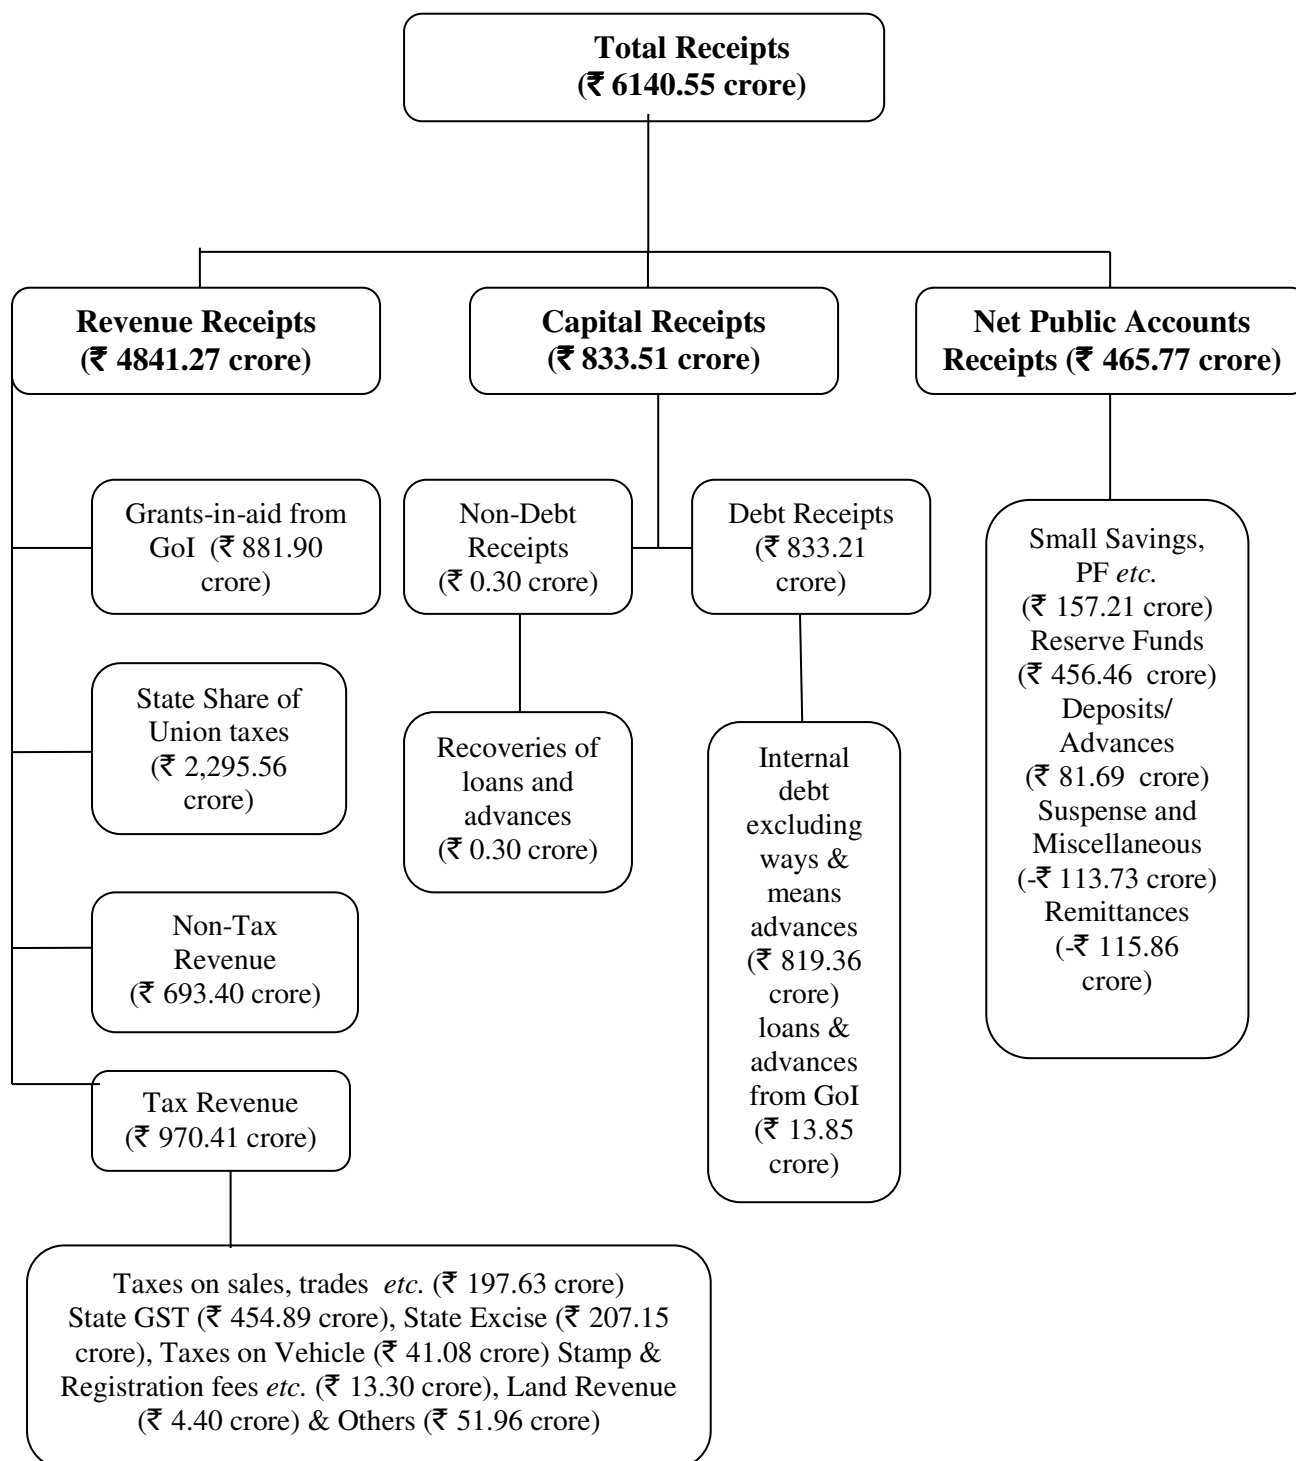 Total Receipts
(₹ 6140.55 crore)
Revenue Receipts
(₹ 4841.27 crore)
Capital Receipts
(₹ 833.51 crore)
Net Public Accounts
Receipts (₹ 465.77 crore)
Grants-in-aid from
GoI (₹ 881.90
crore)
Non-Debt
Receipts
(₹ 0.30 crore)
Debt Receipts
(₹ 833.21
crore)
Small Savings,
PF etc.
(₹ 157.21 crore)
Reserve Funds
(₹ 456.46 crore)
Deposits/
Advances
(₹ 81.69 crore)
Suspense and
Miscellaneous
(-₹ 113.73 crore)
Remittances
(-₹ 115.86
crore)
State Share of
Union taxes
(₹ 2,295.56
crore)
Recoveries of
loans and
advances
(₹ 0.30 crore)
Internal
debt
excluding
ways &
means
advances
(₹ 819.36
crore)
loans &
advances
from GoI
(₹ 13.85
crore)
Non-Tax
Revenue
(₹ 693.40 crore)
Tax Revenue
(₹ 970.41 crore)
Taxes on sales, trades etc. (₹ 197.63 crore)
State GST (₹ 454.89 crore), State Excise (₹ 207.15
crore), Taxes on Vehicle (₹ 41.08 crore) Stamp &
Registration fees etc. (₹ 13.30 crore), Land Revenue
(₹ 4.40 crore) & Others (₹ 51.96 crore)